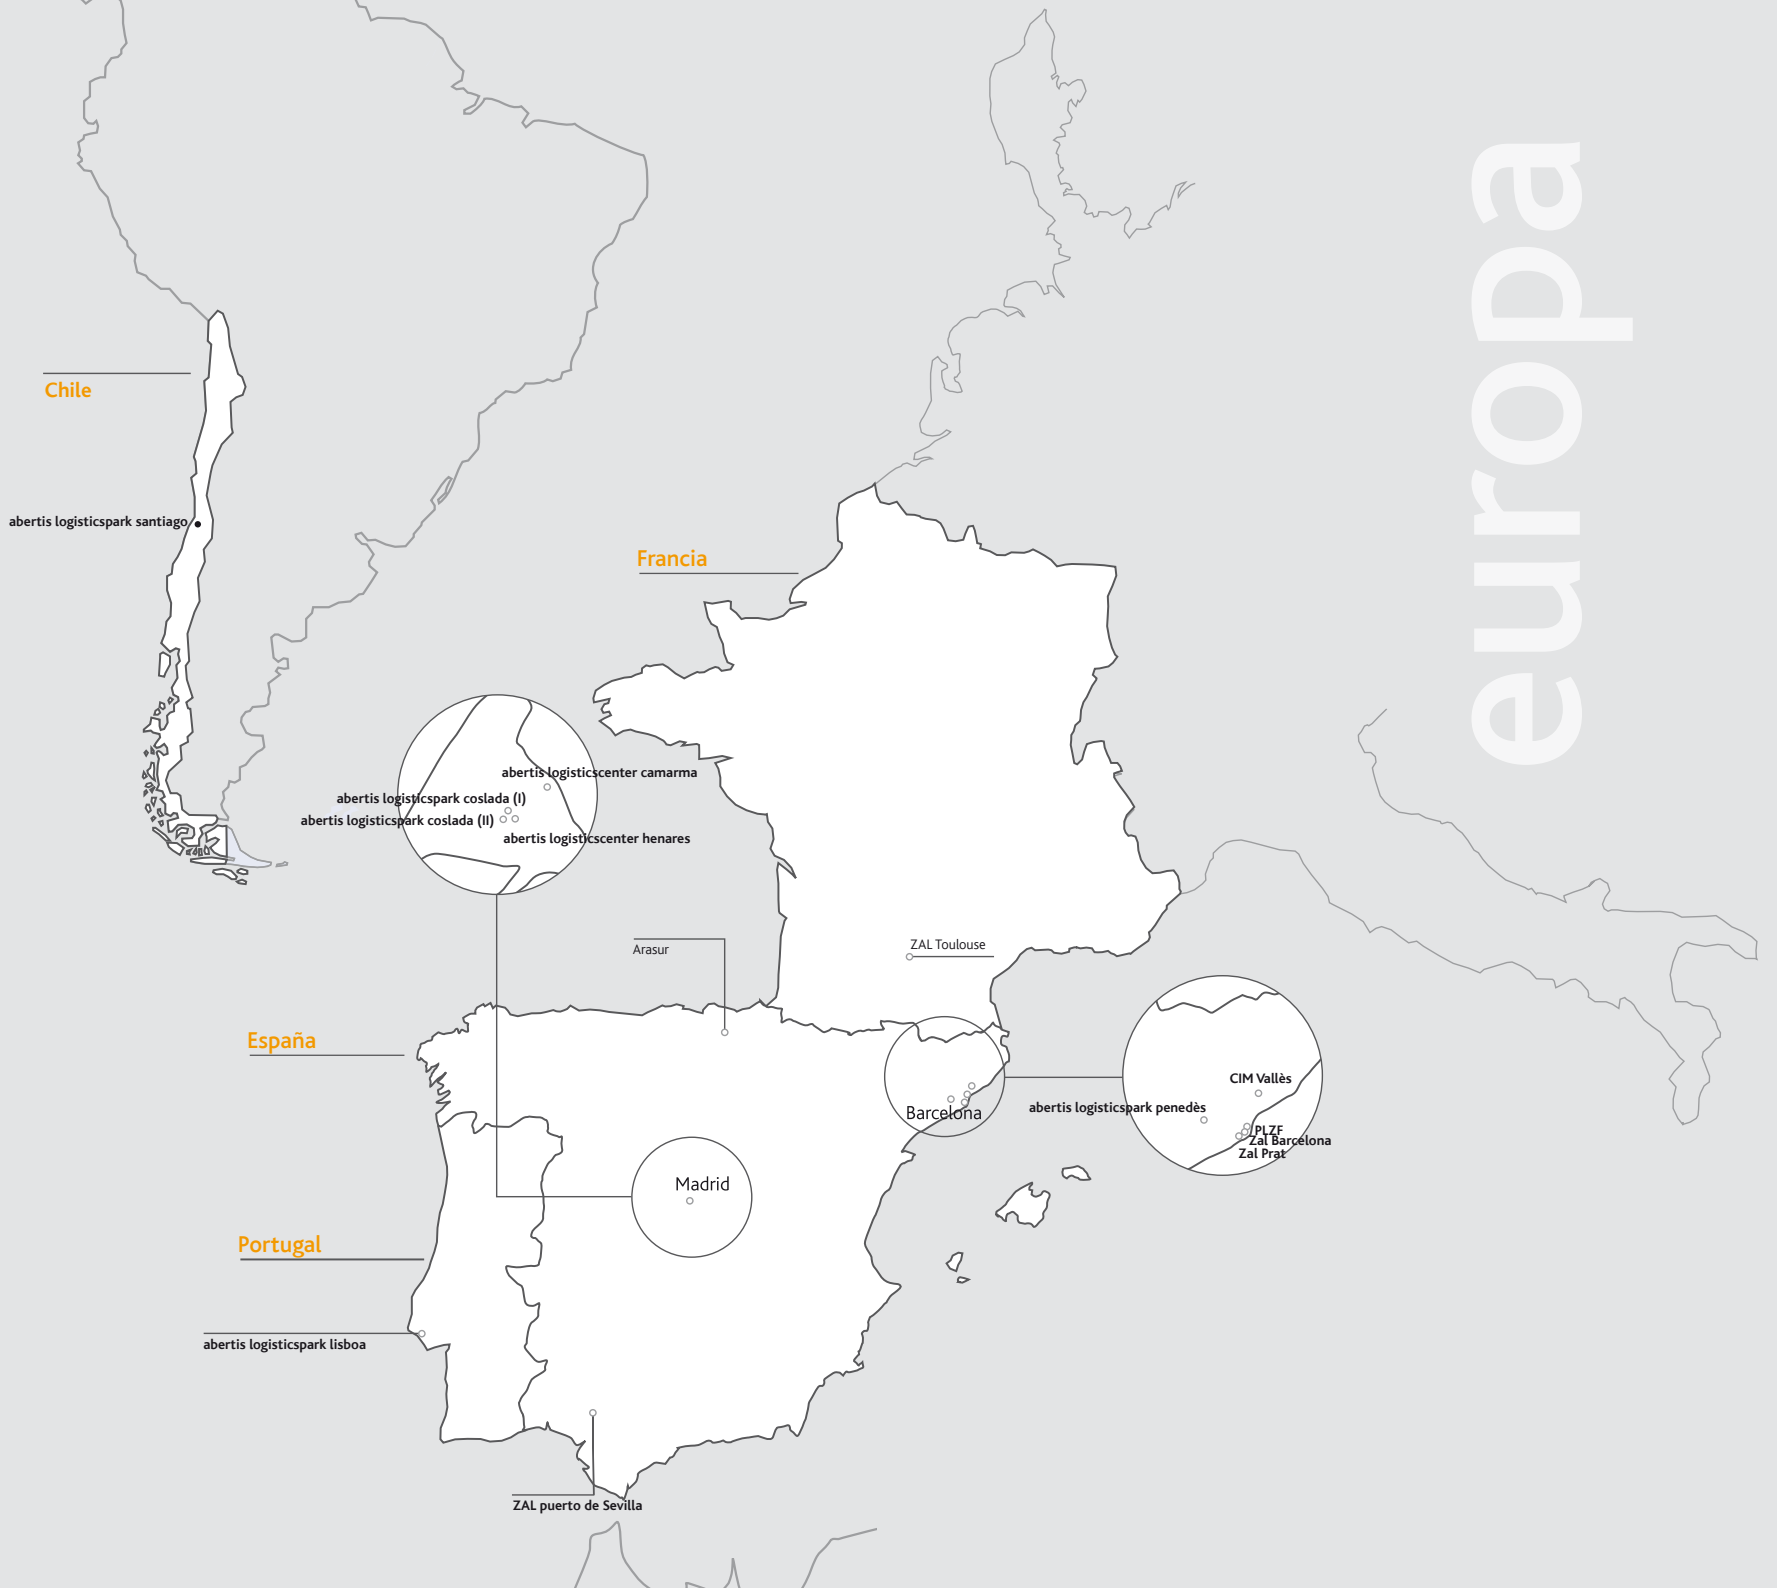 europa
Chile
abertis logisticspark santiago
Francia
abertis logisticscenter camarma
abertis logisticspark coslada (I)
abertis logisticspark coslada (II)
abertis logisticscenter henares
Arasur
ZAL Toulouse
España
CIM Vallès
abertis logisticspark penedès
Barcelona
PLZF
Zal Barcelona
Zal Prat
Madrid
Portugal
abertis logisticspark lisboa
ZAL puerto de Sevilla